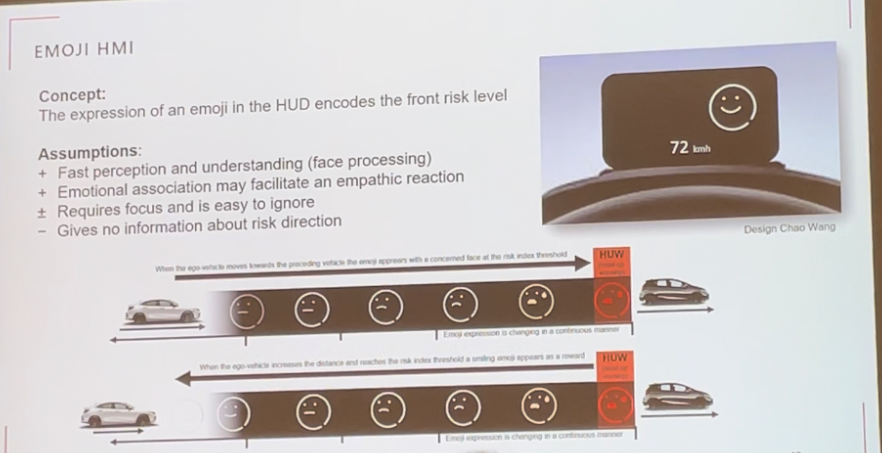 EMOJI HMI
Concept:
The expression of an emoji in the HUD encodes the front risk level
Assumptions:
+ Fast perception and understanding (face processing)
+ Emotional association may facilitate an empathic reaction
± Requires focus and is easy to ignore
− Gives no information about risk direction
72 kmh
Design Chao Wang
When the ego-vehicle moves towards the preceding vehicle the emoji apprears with a concerned face at the risk index threshold
HUW
Emoji expression is changing in a continuous manner
When the ego-vehicle increases the distance and reaches the risk index threshold a smiling emoji appears as a reward
HUW
Emoji expression is changing in a continuous manner